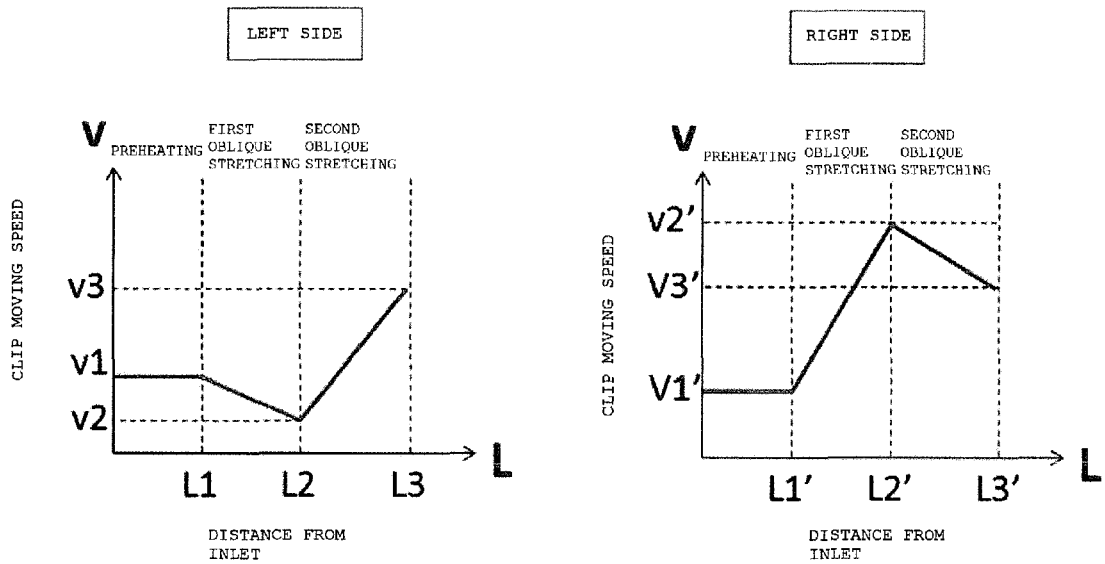 LEFT SIDE
V
PREHEATING
FIRST
OBLIQUE
STRETCHING
SECOND
OBLIQUE
STRETCHING
CLIP MOVING SPEED
v3
v1
v2
L1
L2
L3
L
DISTANCE FROM
INLET
RIGHT SIDE
V
PREHEATING
FIRST
OBLIQUE
STRETCHING
SECOND
OBLIQUE
STRETCHING
CLIP MOVING SPEED
v2’
V3’
V1’
L1’
L2’
L3’
L
DISTANCE FROM
INLET